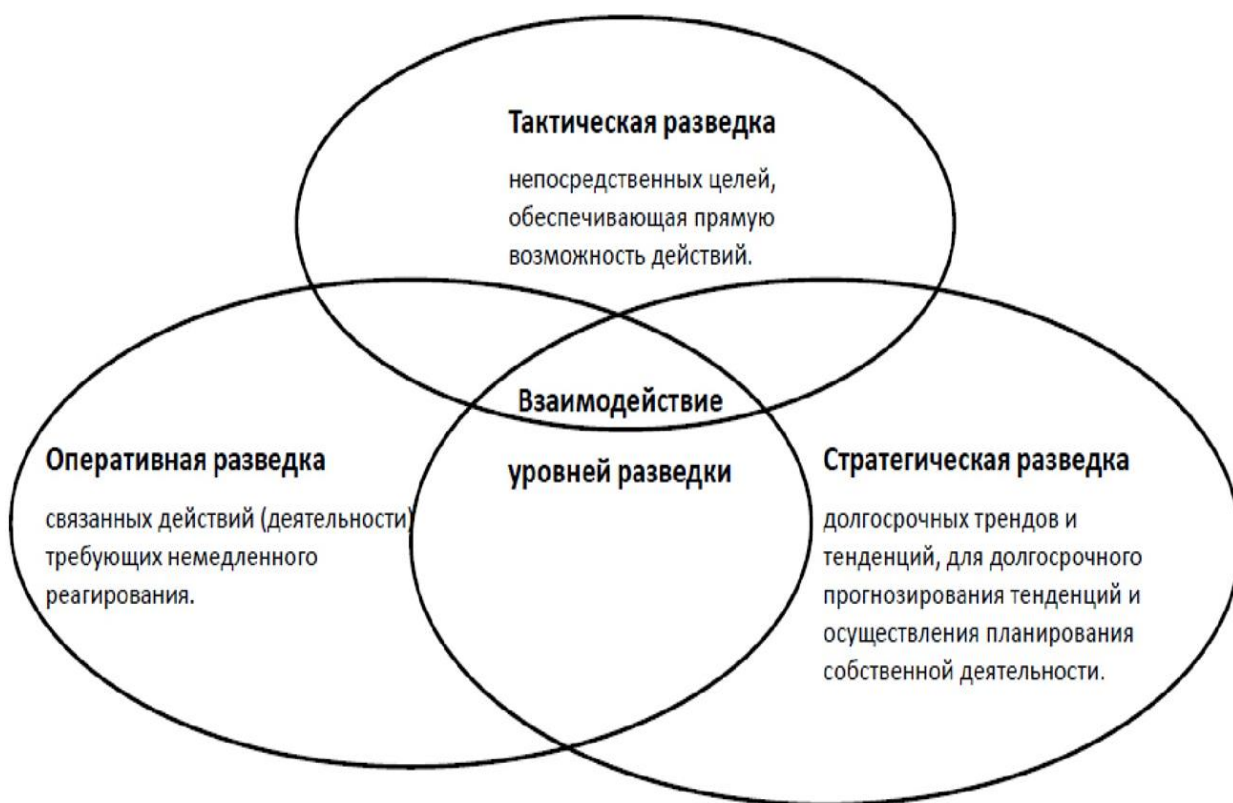 Тактическая разведка
непосредственных целей,
обеспечивающая прямую
возможность действий.
Взаимодействие
уровней разведки
Оперативная разведка
связанных действий (деятельности)
требующих немедленного
реагирования.
Стратегическая разведка
долгосрочных трендов и
тенденций, для долгосрочного
прогнозирования тенденций и
осуществления планирования
собственной деятельности.